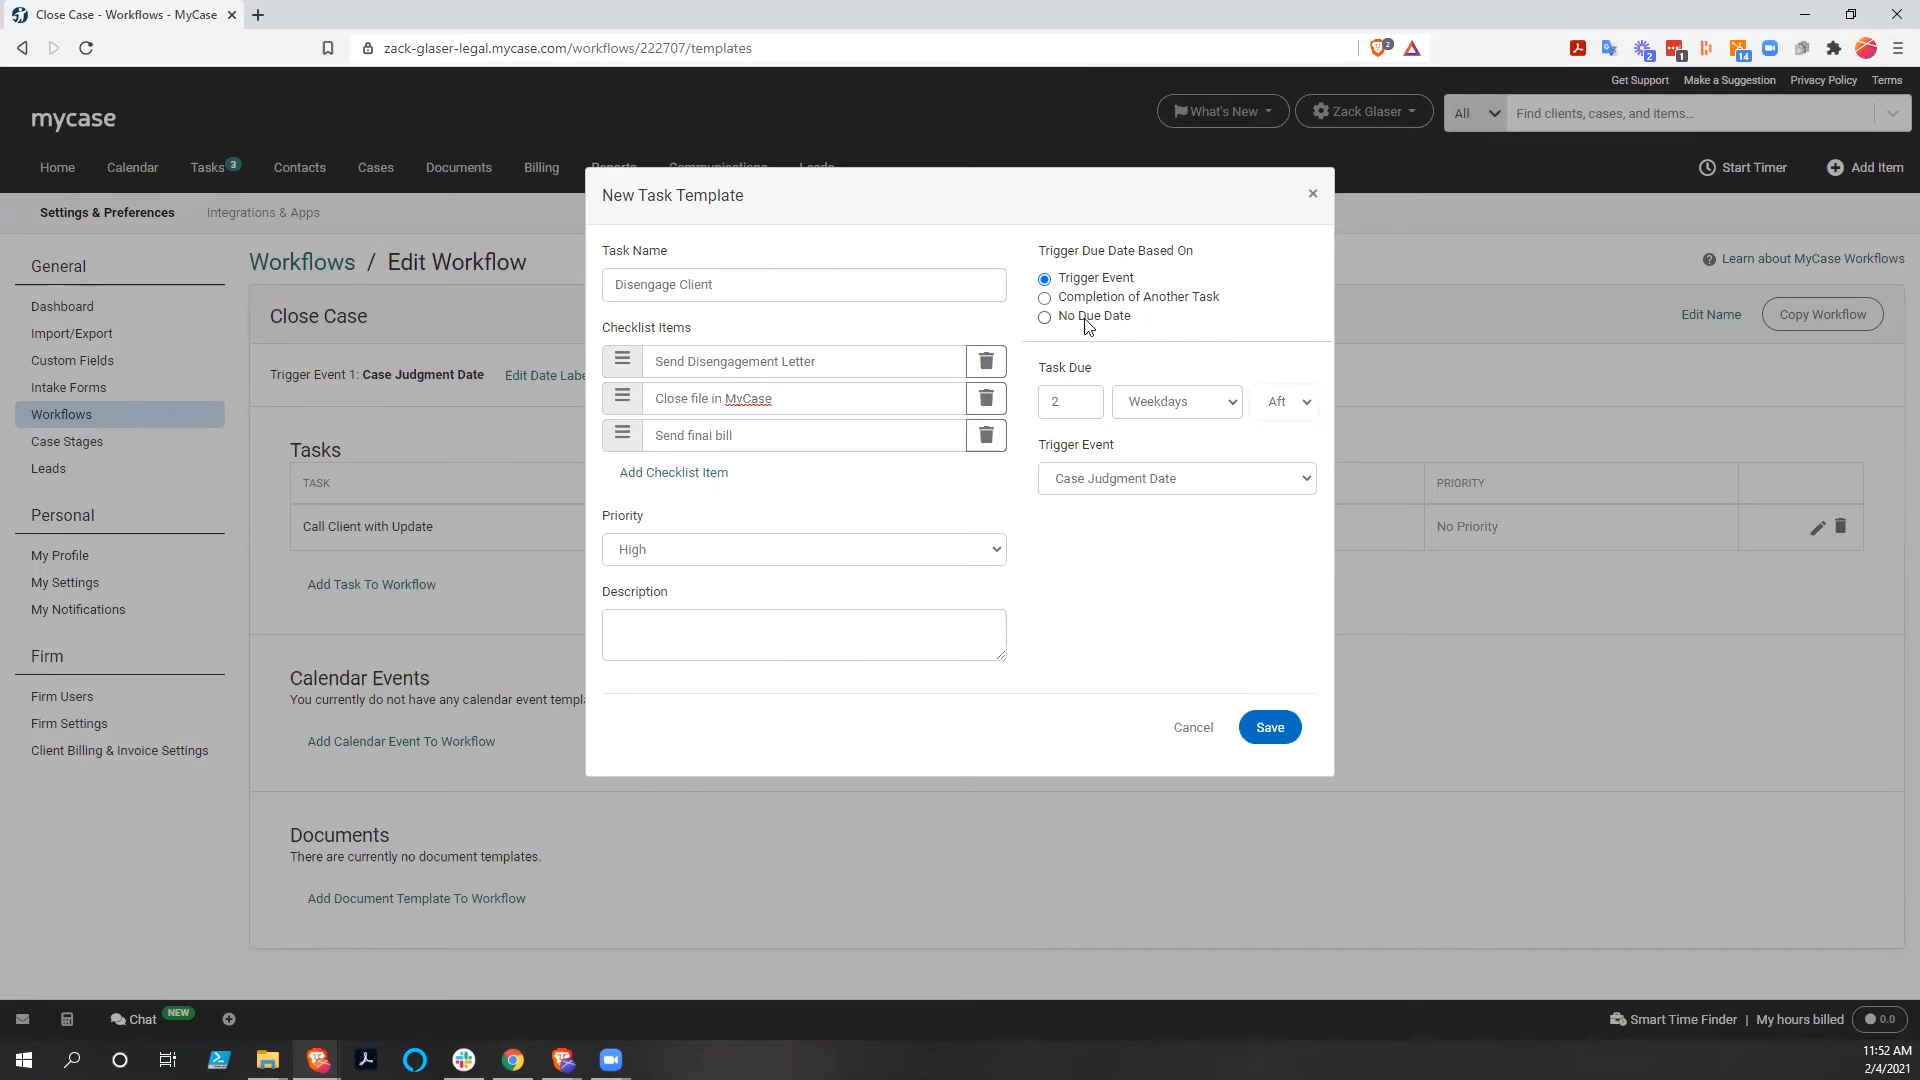 Close Case - Workflows - MyCase
zack-glaser-legal.mycase.com/workflows/222707/templates
2
2
1
14
Get Support Make a Suggestion Privacy Policy Terms
mycase
What's New
Zack Glaser
All
Find clients, cases, and items...
Home Calendar Tasks 3 Contacts Cases Documents Billing Reports Communications Leads
Start Timer
Add Item
Settings & Preferences Integrations & Apps
General
Dashboard
Import/Export
Custom Fields
Intake Forms
Workflows
Case Stages
Leads
Personal
My Profile
My Settings
My Notifications
Firm
Firm Users
Firm Settings
Client Billing & Invoice Settings
Workflows / Edit Workflow
Learn about MyCase Workflows
Close Case
Edit Name
Copy Workflow
Trigger Event 1: Case Judgment Date Edit Date Labe
Tasks
TASK
PRIORITY
Call Client with Update
No Priority
Add Task To Workflow
Calendar Events
You currently do not have any calendar event templ
Add Calendar Event To Workflow
Documents
There are currently no document templates.
Add Document Template To Workflow
New Task Template
×
Task Name
Disengage Client
Checklist Items
Send Disengagement Letter
Close file in MyCase
Send final bill
Add Checklist Item
Priority
High
Description
Trigger Due Date Based On
Trigger Event
Completion of Another Task
No Due Date
Task Due
2
Weekdays
Aft
Trigger Event
Case Judgment Date
Cancel
Save
Chat NEW
Smart Time Finder | My hours billed 0.0
11:52 AM
2/4/2021